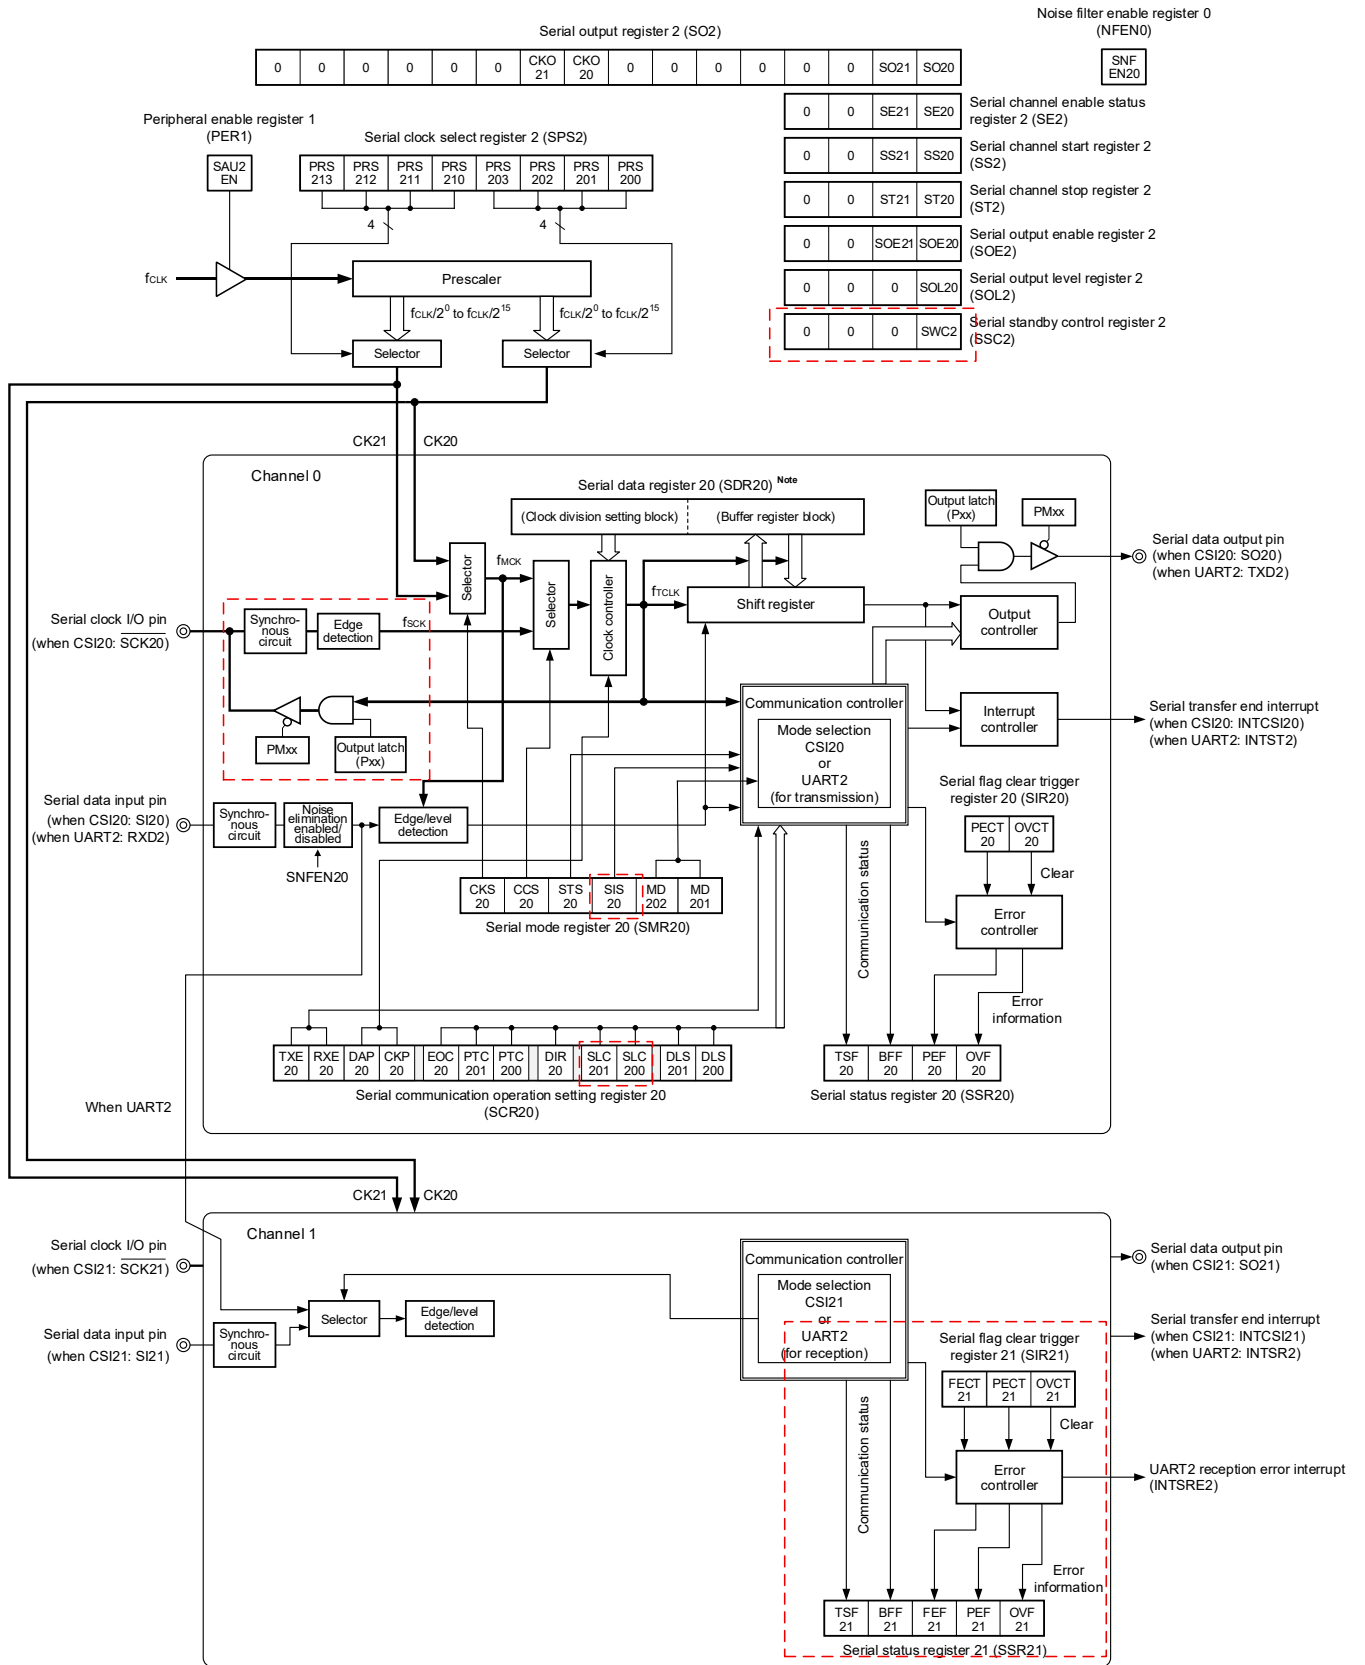 Serial output register 2 (SO2)
Noise filter enable register 0
(NFEN0)
0 0 0 0 0 0 CKO 21 CKO 20 0 0 0 0 0 0 SO21 SO20
SNF
EN20
0 0 SE21 SE20
Serial channel enable status
register 2 (SE2)
Peripheral enable register 1
(PER1)
Serial clock select register 2 (SPS2)
0 0 SS21 SS20
Serial channel start register 2
(SS2)
SAU2
EN
PRS 213 PRS 212 PRS 211 PRS 210 PRS 203 PRS 202 PRS 201 PRS 200
0 0 ST21 ST20
Serial channel stop register 2
(ST2)
4
4
0 0 SOE21 SOE20
Serial output enable register 2
(SOE2)
fCLK
Prescaler
0 0 0 SOL20
Serial output level register 2
(SOL2)
fCLK/2^0 to fCLK/2^15
fCLK/2^0 to fCLK/2^15
0 0 0 SWC2
Serial standby control register 2
(SSC2)
Selector
Selector
CK21
CK20
Channel 0
Serial data register 20 (SDR20) Note
(Clock division setting block)
(Buffer register block)
Output latch
(Pxx)
PMxx
Serial data output pin
(when CSI20: SO20)
(when UART2: TXD2)
Selector
fMCK
Selector
Clock controller
fTCLK
Shift register
Output
controller
Serial clock I/O pin
(when CSI20: SCK20)
Synchro-
nous
circuit
Edge
detection
fSCK
PMxx
Output latch
(Pxx)
Communication controller
Mode selection
CSI20
or
UART2
(for transmission)
Interrupt
controller
Serial transfer end interrupt
(when CSI20: INTCSI20)
(when UART2: INTST2)
Serial data input pin
(when CSI20: SI20)
(when UART2: RXD2)
Synchro-
nous
circuit
Noise
elimination
enabled/
disabled
Edge/level
detection
SNFEN20
Serial flag clear trigger
register 20 (SIR20)
PECT 20 OVCT 20
Clear
Communication status
CKS 20 CCS 20 STS 20 SIS 20 MD 202 MD 201
Serial mode register 20 (SMR20)
Error
controller
Error
information
TXE 20 RXE 20 DAP 20 CKP 20 EOC 20 PTC 201 PTC 200 DIR 20 SLC 201 SLC 200 DLS 201 DLS 200
Serial communication operation setting register 20
(SCR20)
TSF 20 BFF 20 PEF 20 OVF 20
Serial status register 20 (SSR20)
When UART2
CK21
CK20
Channel 1
Serial clock I/O pin
(when CSI21: SCK21)
Serial data input pin
(when CSI21: SI21)
Synchro-
nous
circuit
Selector
Edge/level
detection
Communication controller
Mode selection
CSI21
or
UART2
(for reception)
Serial data output pin
(when CSI21: SO21)
Serial transfer end interrupt
(when CSI21: INTCSI21)
(when UART2: INTSR2)
Serial flag clear trigger
register 21 (SIR21)
FECT 21 PECT 21 OVCT 21
Clear
Communication status
Error
controller
UART2 reception error interrupt
(INTSRE2)
Error
information
TSF 21 BFF 21 FEF 21 PEF 21 OVF 21
Serial status register 21 (SSR21)